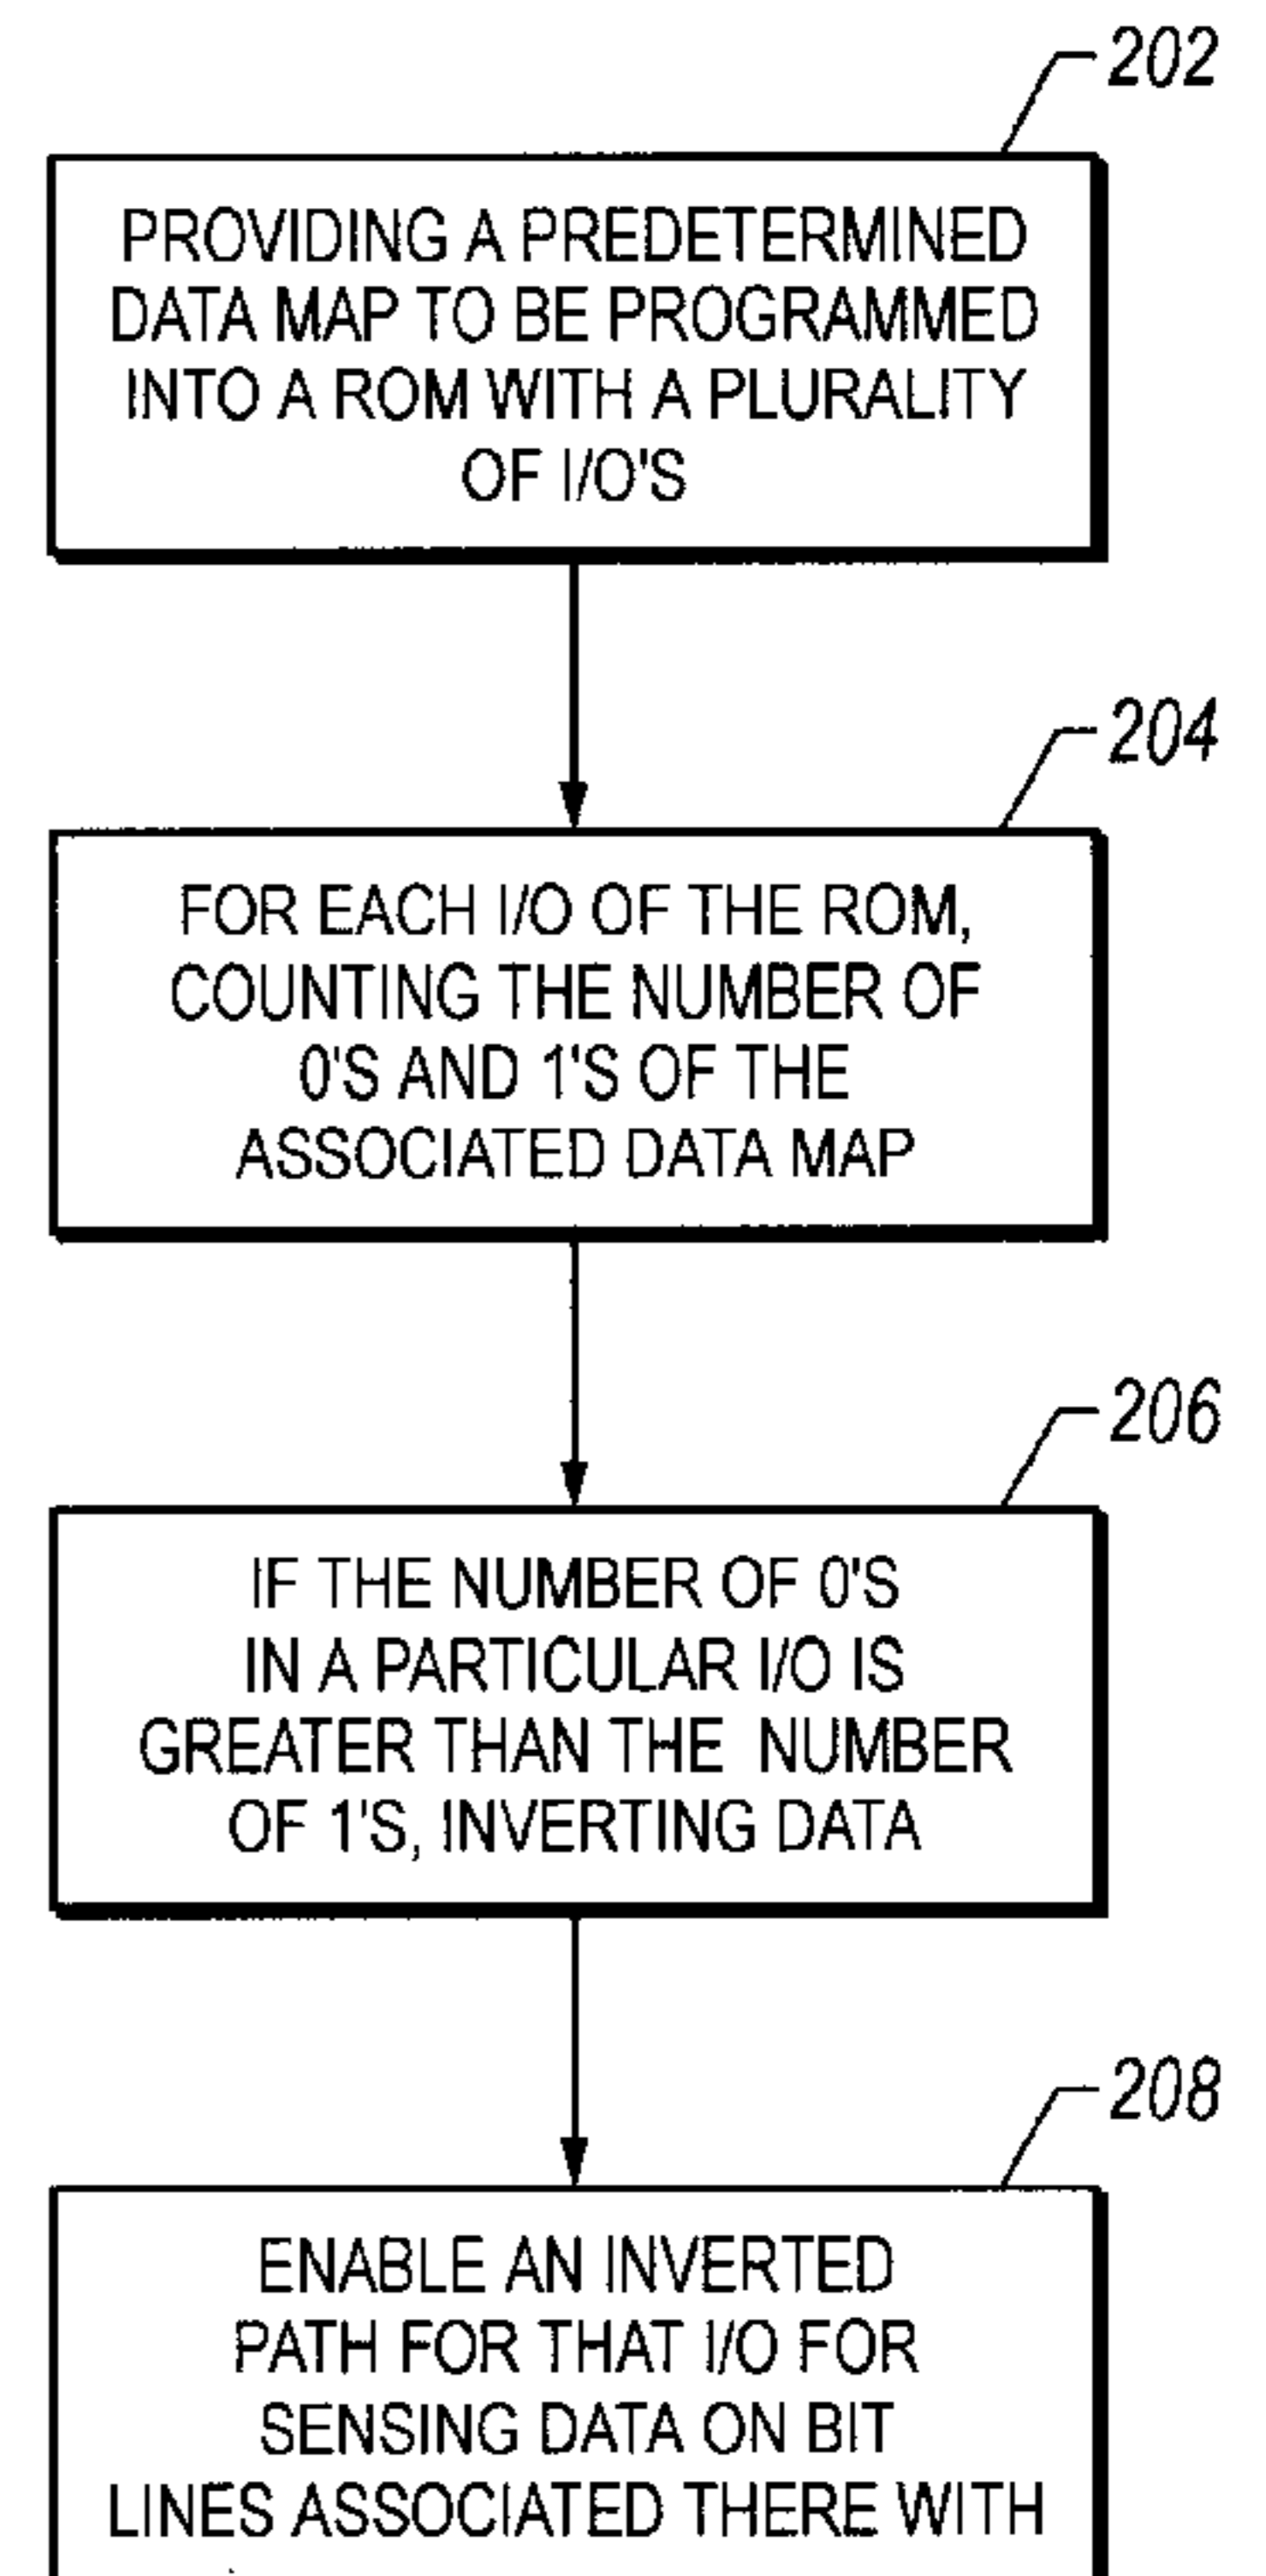 202
PROVIDING A PREDETERMINED
DATA MAP TO BE PROGRAMMED
INTO A ROM WITH A PLURALITY
OF I/O'S
204
FOR EACH I/O OF THE ROM,
COUNTING THE NUMBER OF
0'S AND 1'S OF THE
ASSOCIATED DATA MAP
206
IF THE NUMBER OF 0'S
IN A PARTICULAR I/O IS
GREATER THAN THE NUMBER
OF 1'S, INVERTING DATA
208
ENABLE AN INVERTED
PATH FOR THAT I/O FOR
SENSING DATA ON BIT
LINES ASSOCIATED THERE WITH